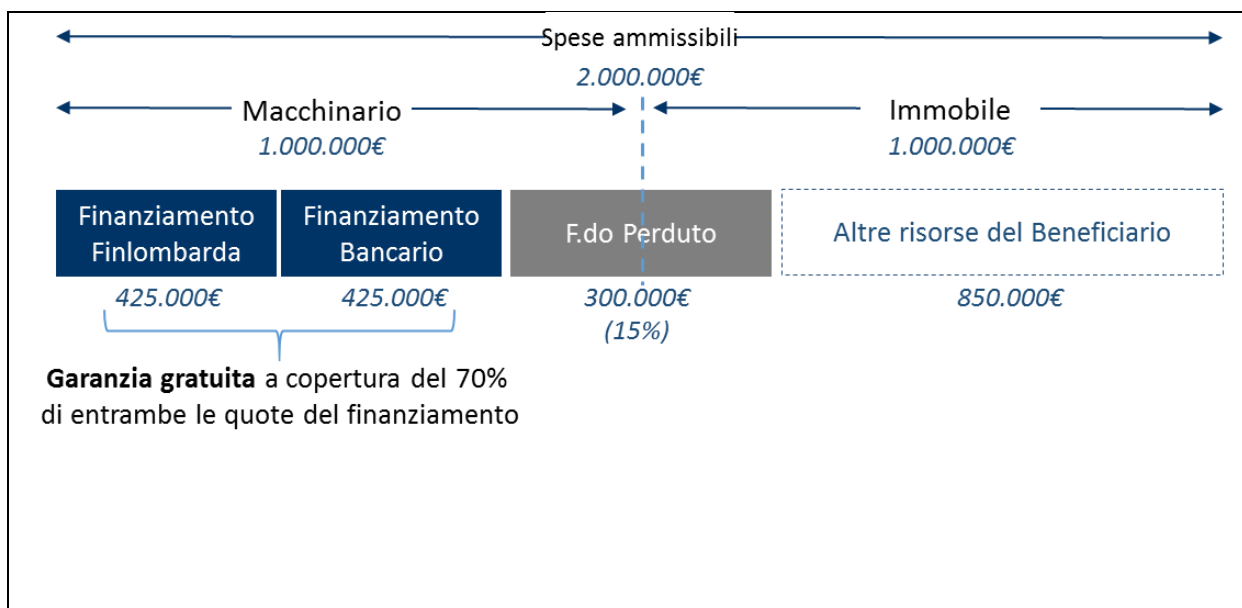 Spese ammissibili
2.000.000€
Macchinario
1.000.000€
Immobile
1.000.000€
Finanziamento
Finlombarda
Finanziamento
Bancario
F.do Perduto
Altre risorse del Beneficiario
425.000€
425.000€
300.000€
(15%)
850.000€
Garanzia gratuita a copertura del 70%
di entrambe le quote del finanziamento